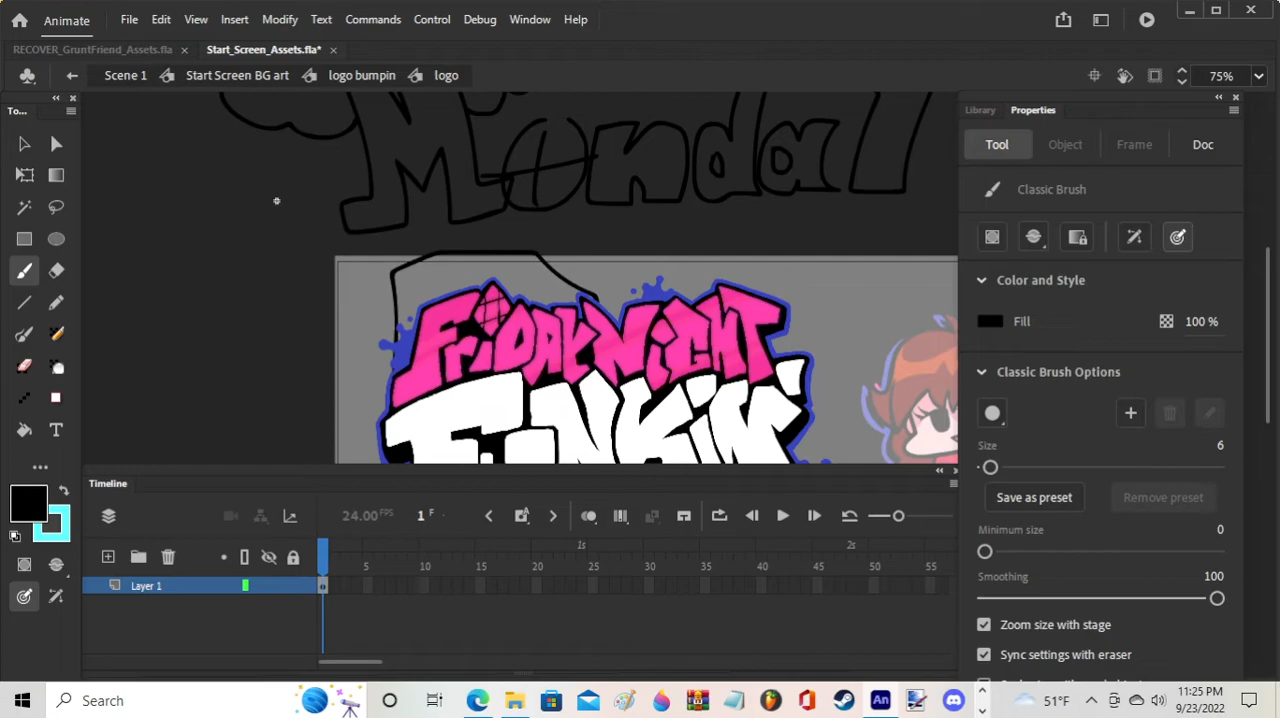 Animate File Edit View Insert Modify Text Commands Control Debug Window Help
RECOVER_GruntFriend_Assets.fla × Start_Screen_Assets.fla* ×
Scene 1 Start Screen BG art logo bumpin logo 75%
To...
Library Properties
Tool Object Frame Doc
Classic Brush
Color and Style
Fill 100 %
Classic Brush Options
Size 6
Save as preset Remove preset
Minimum size 0
Smoothing 100
Zoom size with stage
Sync settings with eraser
Monday
FRiDAY NiGHT
FUNKiN
Timeline
24.00 FPS 1 F
1s 2s
5 10 15 20 25 30 35 40 45 50 55
Layer 1
Search
An
51°F
11:25 PM
9/23/2022